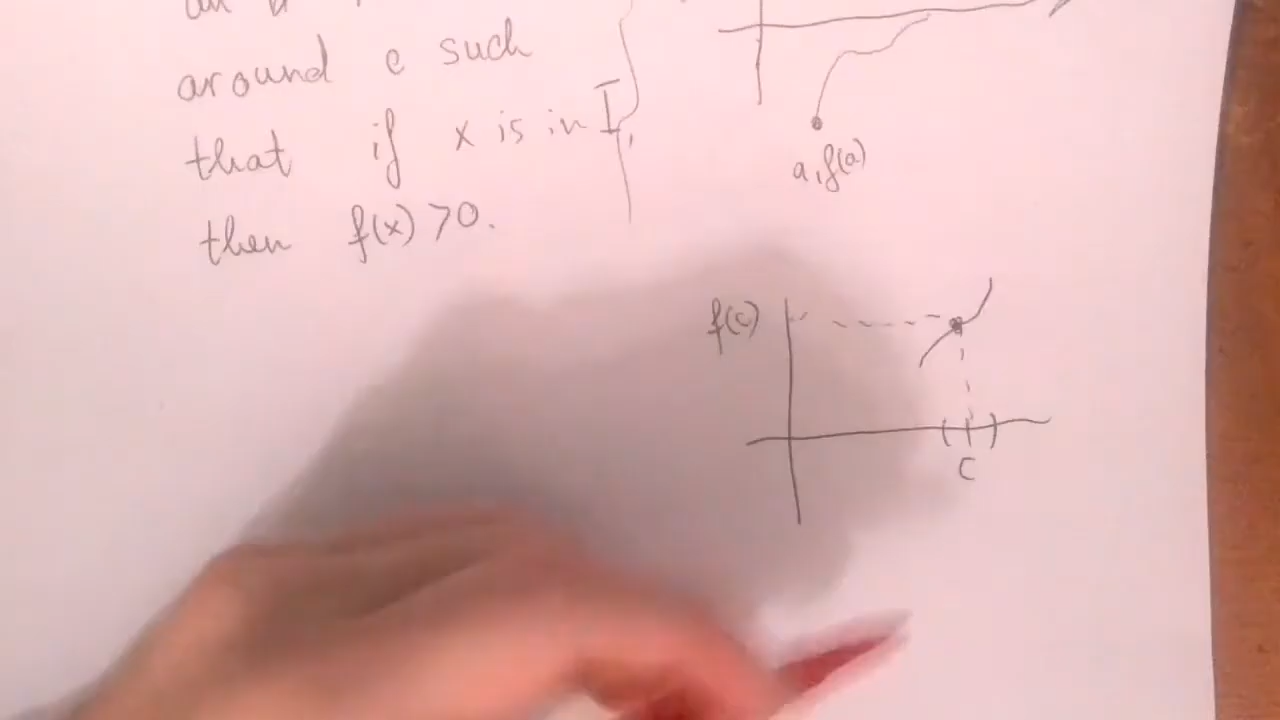 around c such
that if x is in I,
then f(x) >0.
a, f(a)
f(c)
c